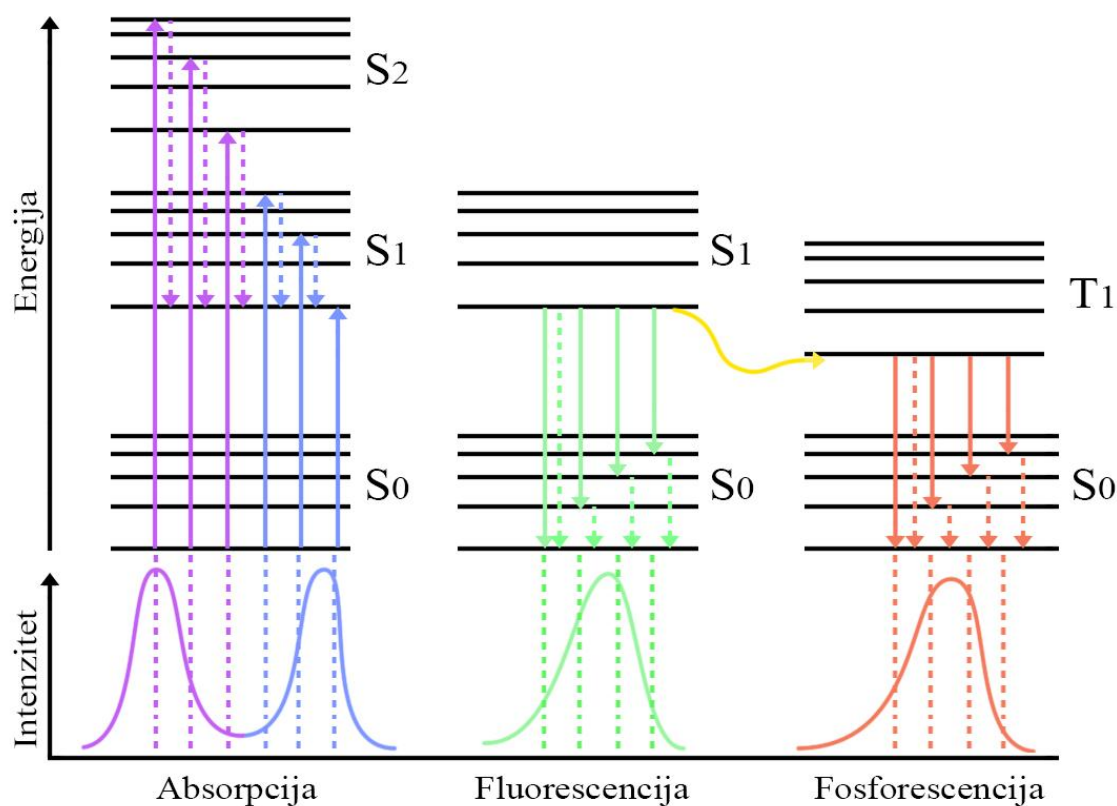 Energija
S2
S1
S0
S1
S0
T1
S0
Intenzitet
Absorpcija
Fluorescencija
Fosforescencija